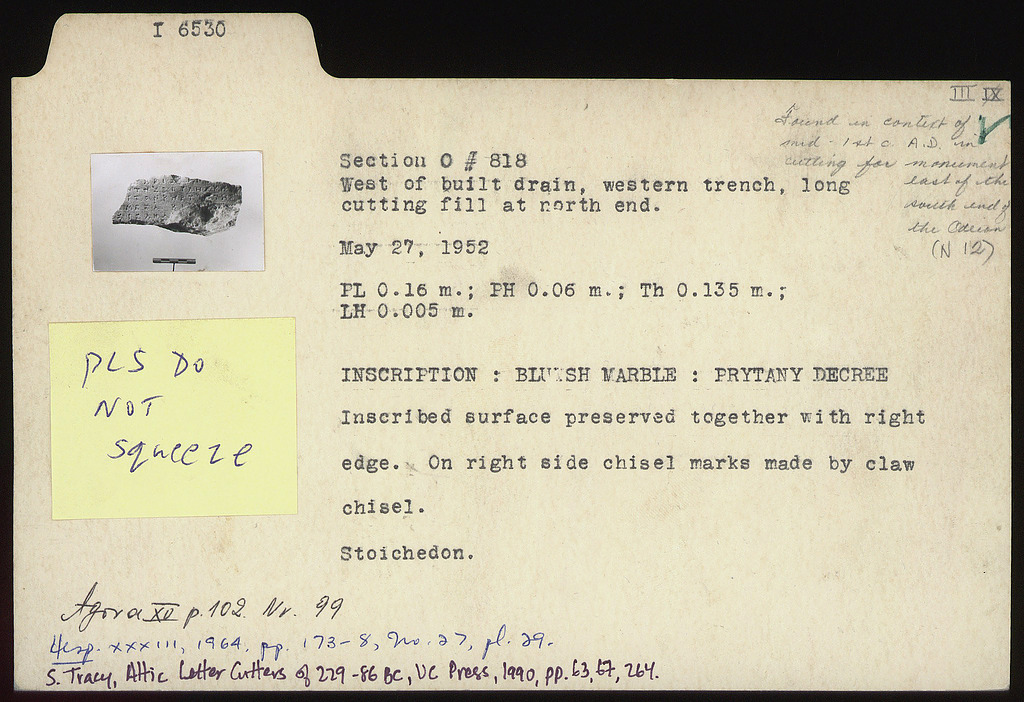 I 6530
III IX
Found in context of
mid - 1st c. A.D. in
cutting for monument
east of the
south end of
the Odeion
(N 12)
Section O # 818
West of built drain, western trench, long
cutting fill at north end.
May 27, 1952
PL 0.16 m.; PH 0.06 m.; Th 0.135 m.;
LH 0.005 m.
INSCRIPTION : BLUISH MARBLE : PRYTANY DECREE
Inscribed surface preserved together with right
edge. On right side chisel marks made by claw
chisel.
Stoichedon.
PLS DO
NOT
squeeze
Agora XV p. 102 Nr. 99
Hesp. XXXIII, 1964, pp. 173-8, No. 27, pl. 29.
S. Tracy, Attic Letter Cutters of 229-86 BC, UC Press, 1990, pp. 63, 67, 264.